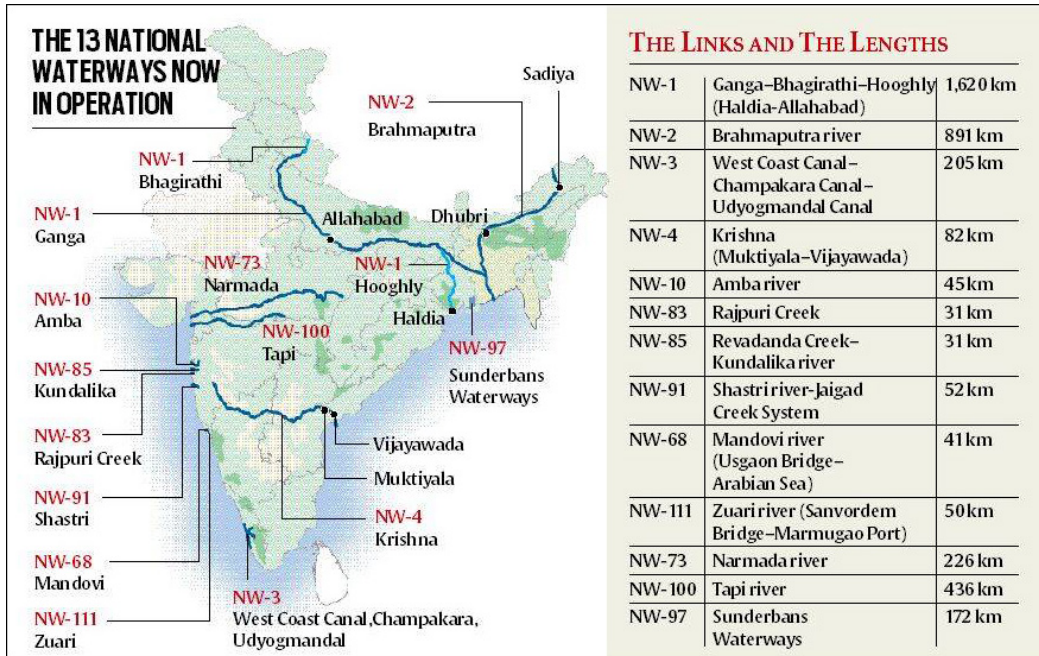 THE 13 NATIONAL
WATERWAYS NOW
IN OPERATION
Sadiya
NW-2
Brahmaputra
NW-1
Bhagirathi
NW-1
Ganga
Allahabad
Dhubri
NW-73
Narmada
NW-1
Hooghly
NW-10
Amba
Haldia
NW-100
Tapi
NW-97
Sunderbans
Waterways
NW-85
Kundalika
NW-83
Rajpuri Creek
Vijayawada
Muktiyala
NW-91
Shastri
NW-4
Krishna
NW-68
Mandovi
NW-3
West Coast Canal,Champakara,
Udyogmandal
NW-111
Zuari
THE LINKS AND THE LENGTHS
NW-1 Ganga–Bhagirathi–Hooghly 1,620 km
(Haldia-Allahabad)
NW-2 Brahmaputra river 891 km
NW-3 West Coast Canal– 205 km
Champakara Canal–
Udyogmandal Canal
NW-4 Krishna 82 km
(Muktiyala–Vijayawada)
NW-10 Amba river 45 km
NW-83 Rajpuri Creek 31 km
NW-85 Revadanda Creek– 31 km
Kundalika river
NW-91 Shastri river-Jaigad 52 km
Creek System
NW-68 Mandovi river 41 km
(Usgaon Bridge–
Arabian Sea)
NW-111 Zuari river (Sanvordem 50 km
Bridge–Marmugao Port)
NW-73 Narmada river 226 km
NW-100 Tapi river 436 km
NW-97 Sunderbans 172 km
Waterways